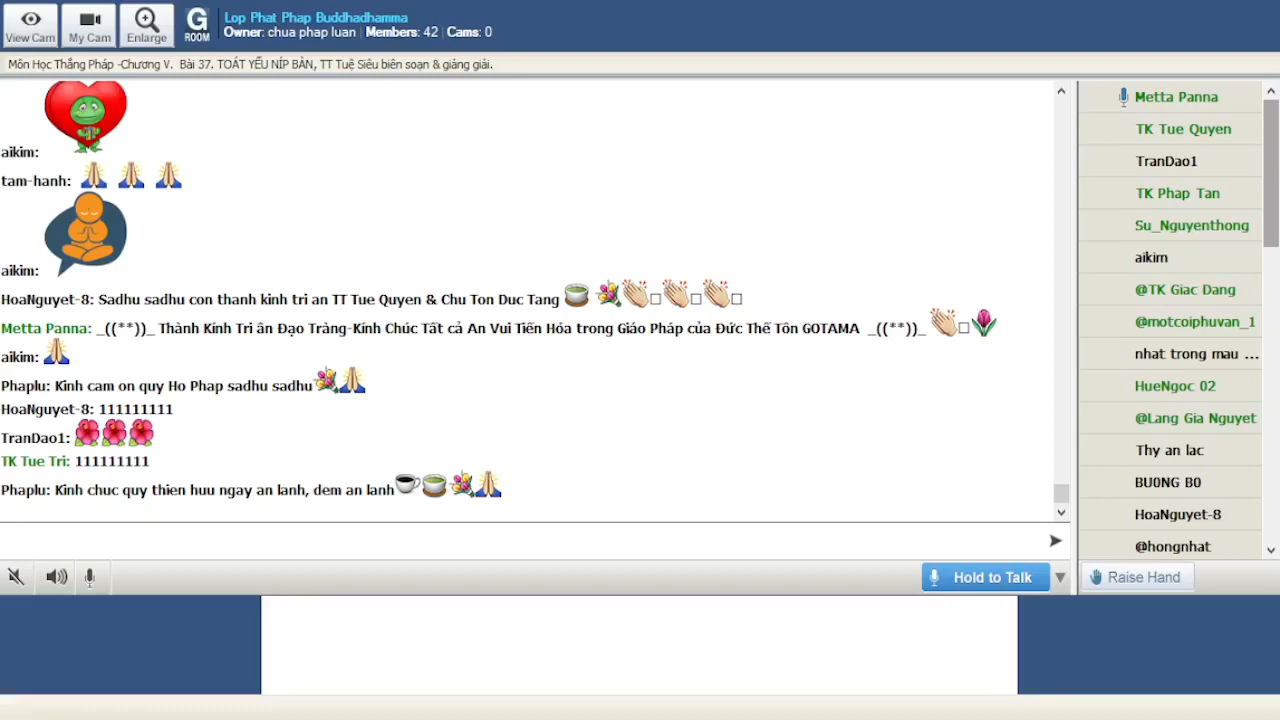 Lop Phat Phap Buddhadhamma
Owner: chua phap luan | Members: 42 | Cams: 0
View Cam
My Cam
Enlarge
G
ROOM
Môn Học Thắng Pháp -Chương V. Bài 37. TOÁT YẾU NÍP BÀN, TT Tuệ Siêu biên soạn & giảng giải.
aikim:
tam-hanh: 🙏 🙏 🙏
aikim:
HoaNguyet-8: Sadhu sadhu con thanh kinh tri an TT Tue Quyen & Chu Ton Duc Tang 🍵 💐👏□👏□👏□
Metta Panna: _((**))_ Thành Kính Tri ân Đạo Tràng-Kính Chúc Tất cả An Vui Tiến Hóa trong Giáo Pháp của Đức Thế Tôn GOTAMA _((**))_ 👏□🌷
aikim: 🙏
Phaplu: Kinh cam on quy Ho Phap sadhu sadhu💐🙏
HoaNguyet-8: 111111111
TranDao1: 🌺🌺🌺
TK Tue Tri: 111111111
Phaplu: Kinh chuc quy thien huu ngay an lanh, dem an lanh☕🍵💐🙏
Metta Panna
TK Tue Quyen
TranDao1
TK Phap Tan
Su_Nguyenthong
aikim
@TK Giac Dang
@motcoiphuvan_1
nhat trong mau ...
HueNgoc 02
@Lang Gia Nguyet
Thy an lac
BU0NG B0
HoaNguyet-8
@hongnhat
Hold to Talk
Raise Hand